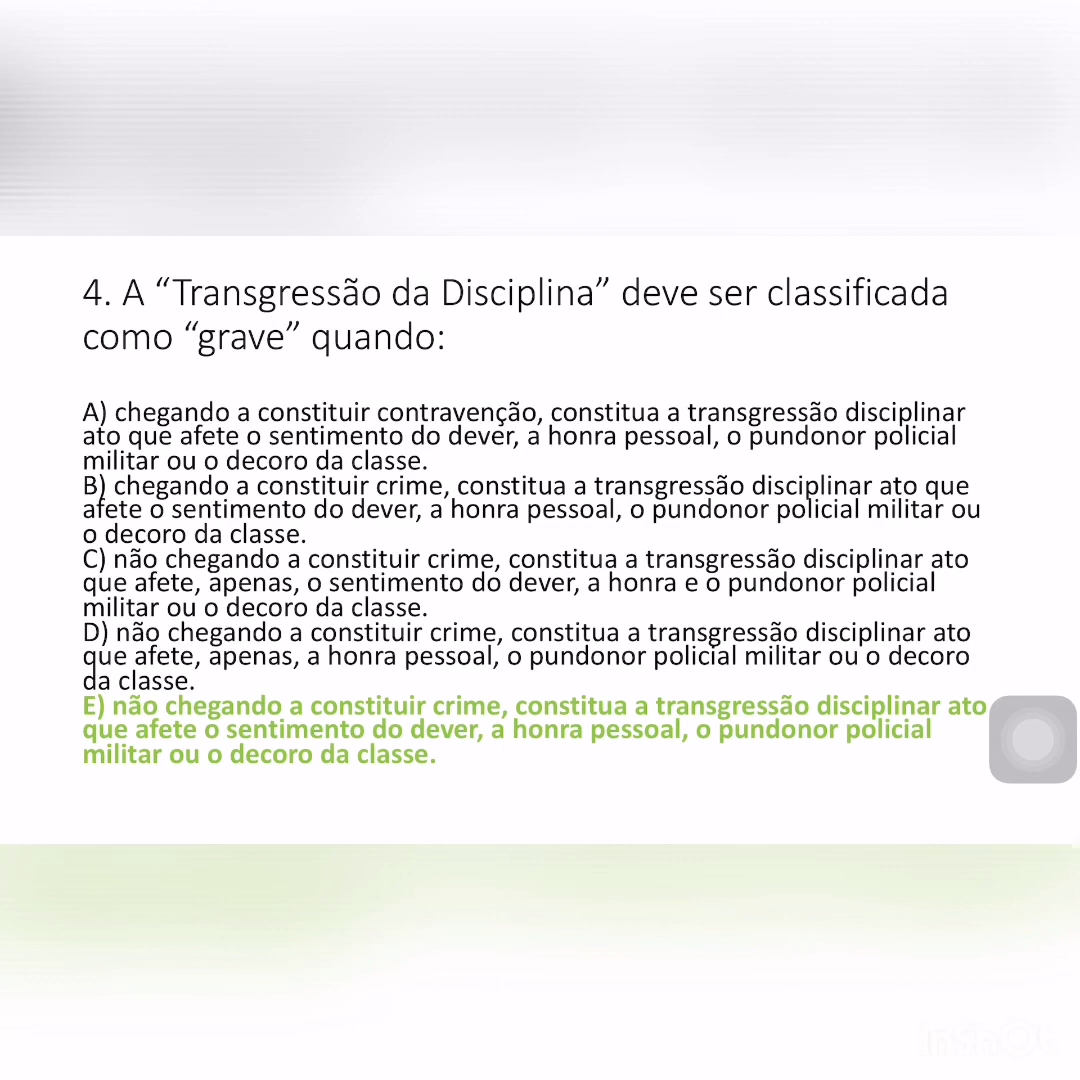 4. A “Transgressão da Disciplina” deve ser classificada
como “grave” quando:
A) chegando a constituir contravenção, constitua a transgressão disciplinar
ato que afete o sentimento do dever, a honra pessoal, o pundonor policial
militar ou o decoro da classe.
B) chegando a constituir crime, constitua a transgressão disciplinar ato que
afete o sentimento do dever, a honra pessoal, o pundonor policial militar ou
o decoro da classe.
C) não chegando a constituir crime, constitua a transgressão disciplinar ato
que afete, apenas, o sentimento do dever, a honra e o pundonor policial
militar ou o decoro da classe.
D) não chegando a constituir crime, constitua a transgressão disciplinar ato
que afete, apenas, a honra pessoal, o pundonor policial militar ou o decoro
da classe.
E) não chegando a constituir crime, constitua a transgressão disciplinar ato
que afete o sentimento do dever, a honra pessoal, o pundonor policial
militar ou o decoro da classe.